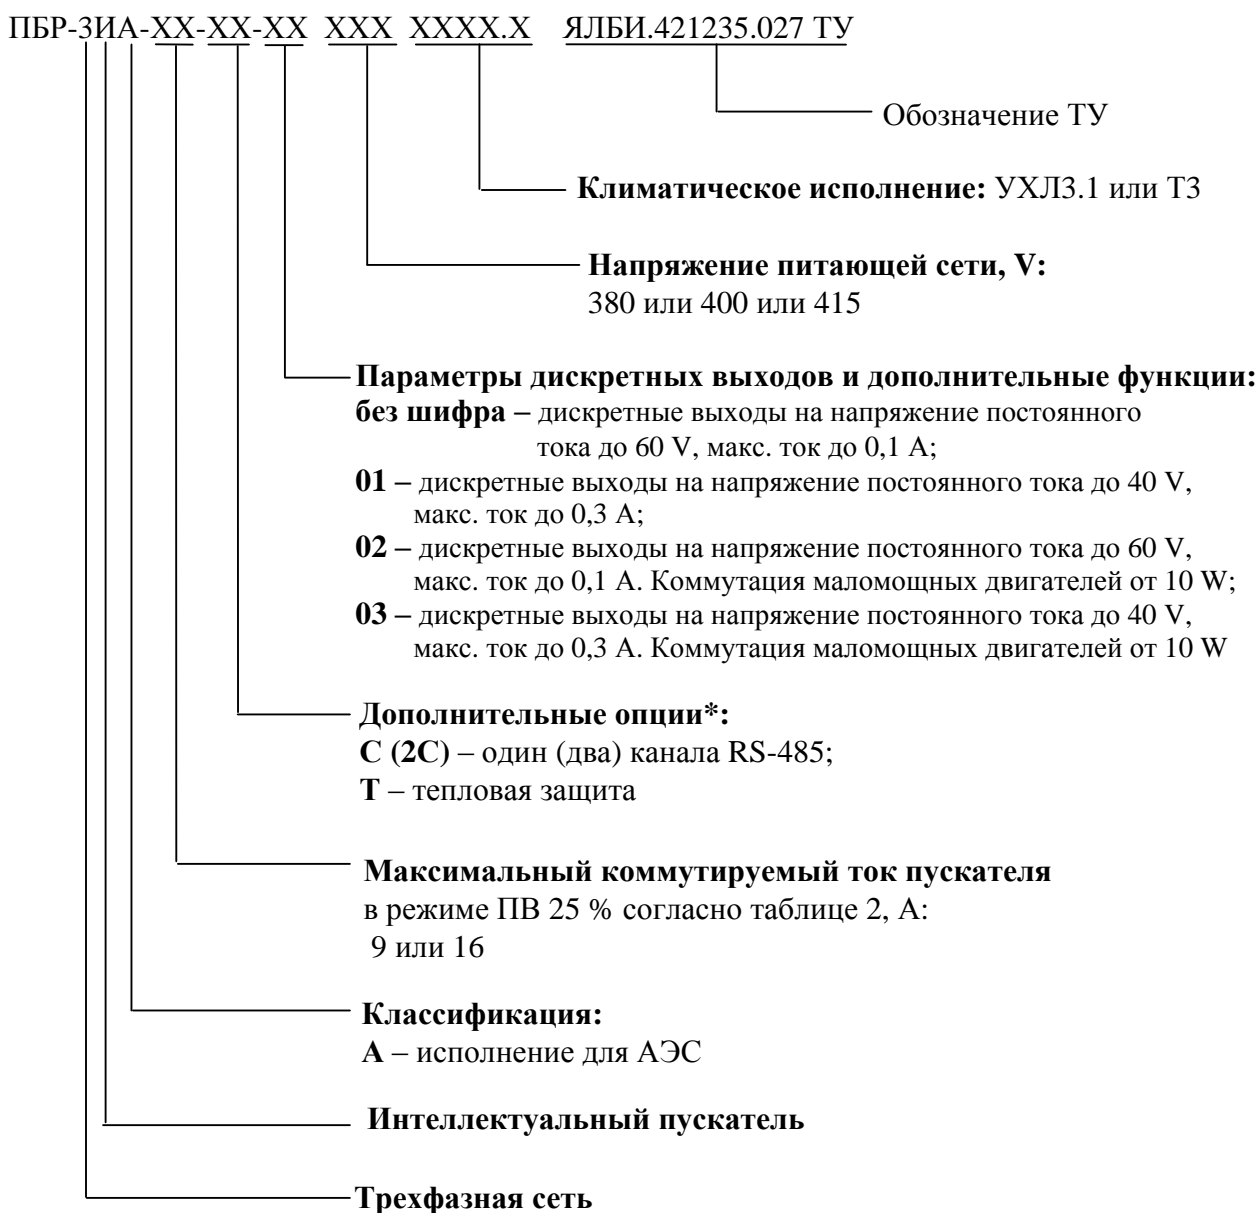 ПБР-3ИА-ХХ-ХХ-ХХ ХХХ ХХХХ.Х ЯЛБИ.421235.027 ТУ
Обозначение ТУ
Климатическое исполнение: УХЛ3.1 или Т3
Напряжение питающей сети, V:
380 или 400 или 415
Параметры дискретных выходов и дополнительные функции:
без шифра – дискретные выходы на напряжение постоянного
тока до 60 V, макс. ток до 0,1 А;
01 – дискретные выходы на напряжение постоянного тока до 40 V,
макс. ток до 0,3 А;
02 – дискретные выходы на напряжение постоянного тока до 60 V,
макс. ток до 0,1 А. Коммутация маломощных двигателей от 10 W;
03 – дискретные выходы на напряжение постоянного тока до 40 V,
макс. ток до 0,3 А. Коммутация маломощных двигателей от 10 W
Дополнительные опции*:
С (2С) – один (два) канала RS-485;
Т – тепловая защита
Максимальный коммутируемый ток пускателя
в режиме ПВ 25 % согласно таблице 2, А:
9 или 16
Классификация:
А – исполнение для АЭС
Интеллектуальный пускатель
Трехфазная сеть